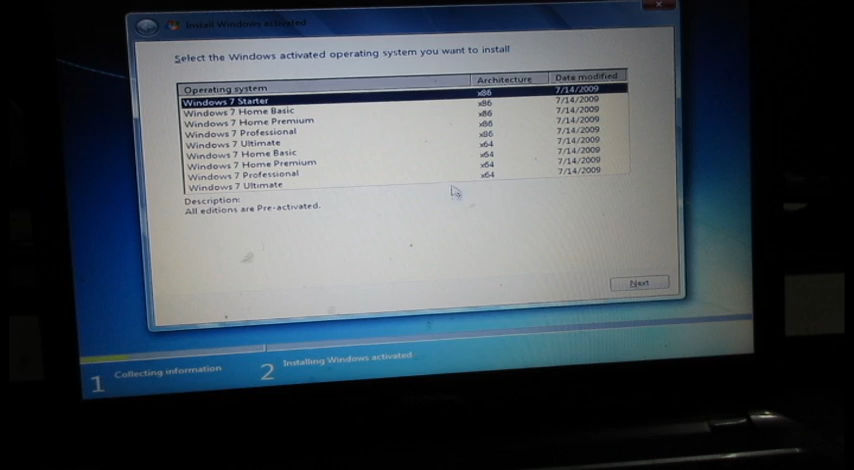 Install Windows activated
Select the Windows activated operating system you want to install
Operating system Architecture Date modified
Windows 7 Starter x86 7/14/2009
Windows 7 Home Basic x86 7/14/2009
Windows 7 Home Premium x86 7/14/2009
Windows 7 Professional x86 7/14/2009
Windows 7 Ultimate x86 7/14/2009
Windows 7 Home Basic x64 7/14/2009
Windows 7 Home Premium x64 7/14/2009
Windows 7 Professional x64 7/14/2009
Windows 7 Ultimate x64 7/14/2009
Description:
All editions are Pre-activated.
Next
1 Collecting information
2 Installing Windows activated